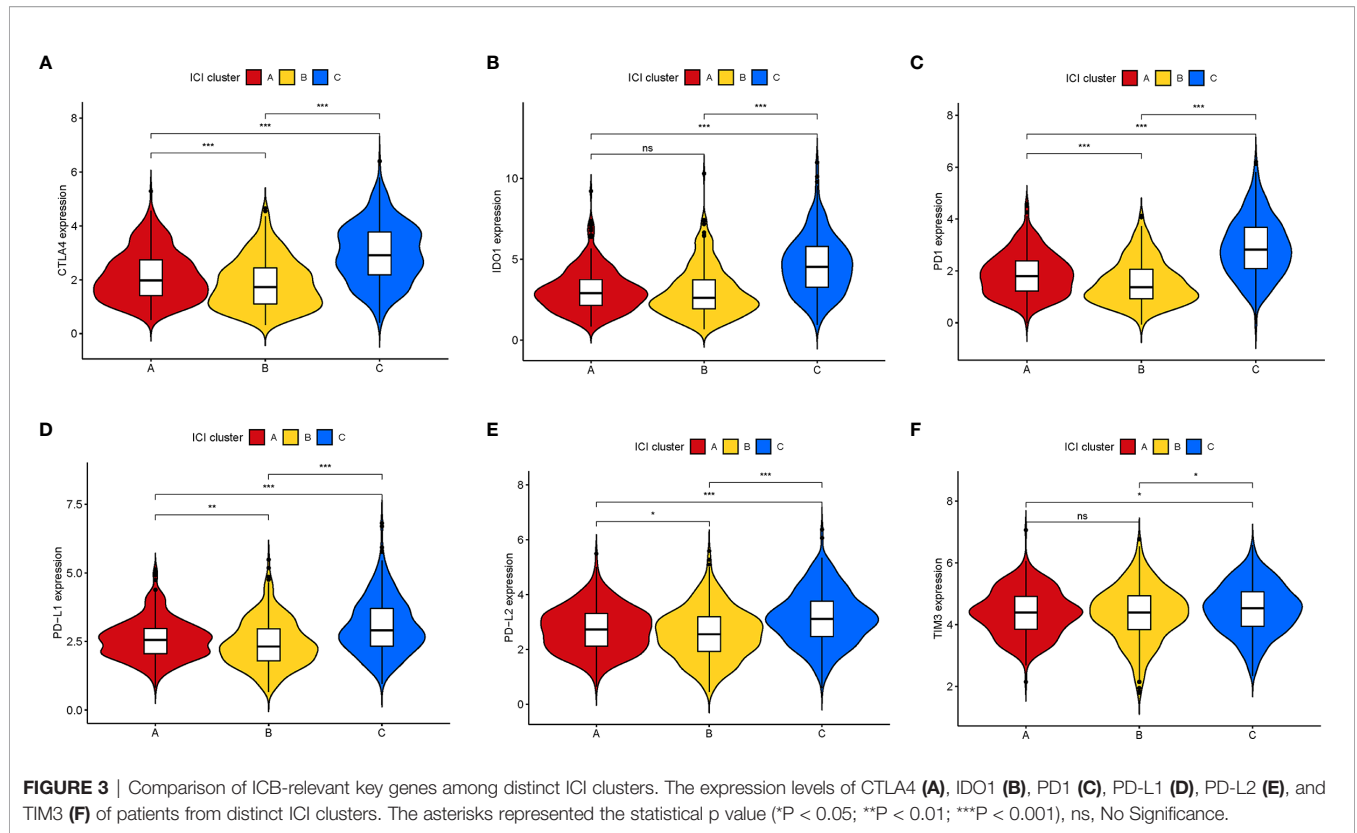 A
ICI cluster A B C
CTLA4 expression
8
6
4
2
0
***
***
***
A B C
B
ICI cluster A B C
IDO1 expression
10
5
0
***
***
ns
A B C
C
ICI cluster A B C
PD1 expression
8
6
4
2
0
***
***
***
A B C
D
ICI cluster A B C
PD−L1 expression
7.5
5.0
2.5
0.0
***
***
**
A B C
E
ICI cluster A B C
PD−L2 expression
8
6
4
2
0
***
***
*
A B C
F
ICI cluster A B C
TIM3 expression
8
6
4
2
*
*
ns
A B C
FIGURE 3 | Comparison of ICB-relevant key genes among distinct ICI clusters. The expression levels of CTLA4 (A), IDO1 (B), PD1 (C), PD-L1 (D), PD-L2 (E), and
TIM3 (F) of patients from distinct ICI clusters. The asterisks represented the statistical p value (*P < 0.05; **P < 0.01; ***P < 0.001), ns, No Significance.